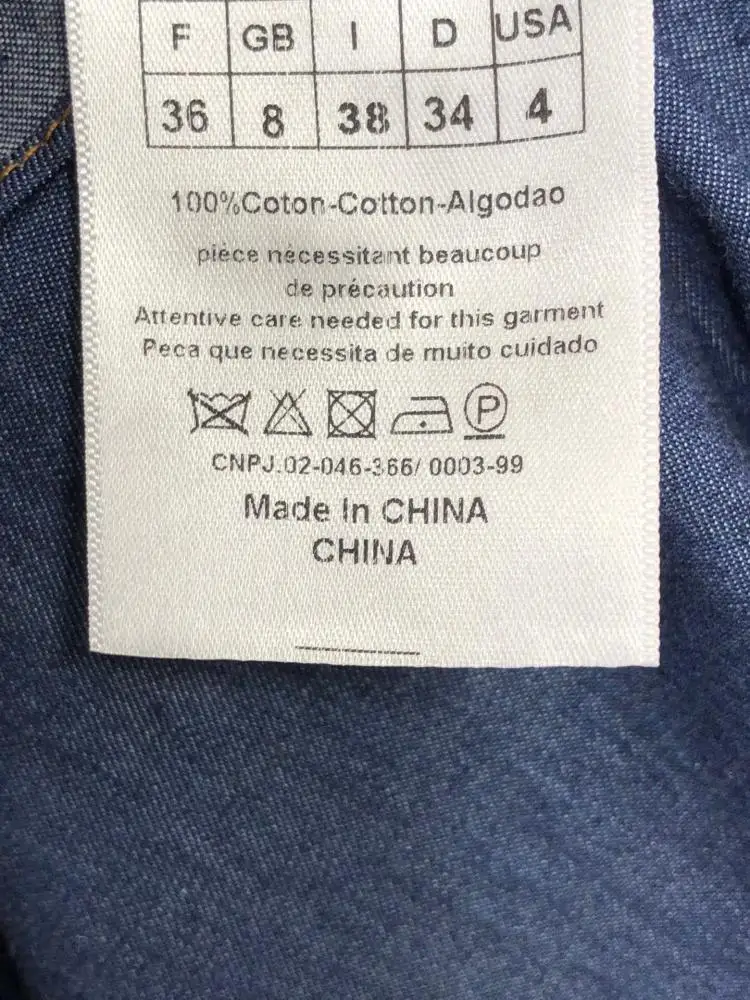 F GB I D USA
36 8 38 34 4
100%Coton-Cotton-Algodao
pièce nécessitant beaucoup
de précaution
Attentive care needed for this garment
Peca que necessita de muito cuidado
P
CNPJ.02-046-366/ 0003-99
Made In CHINA
CHINA